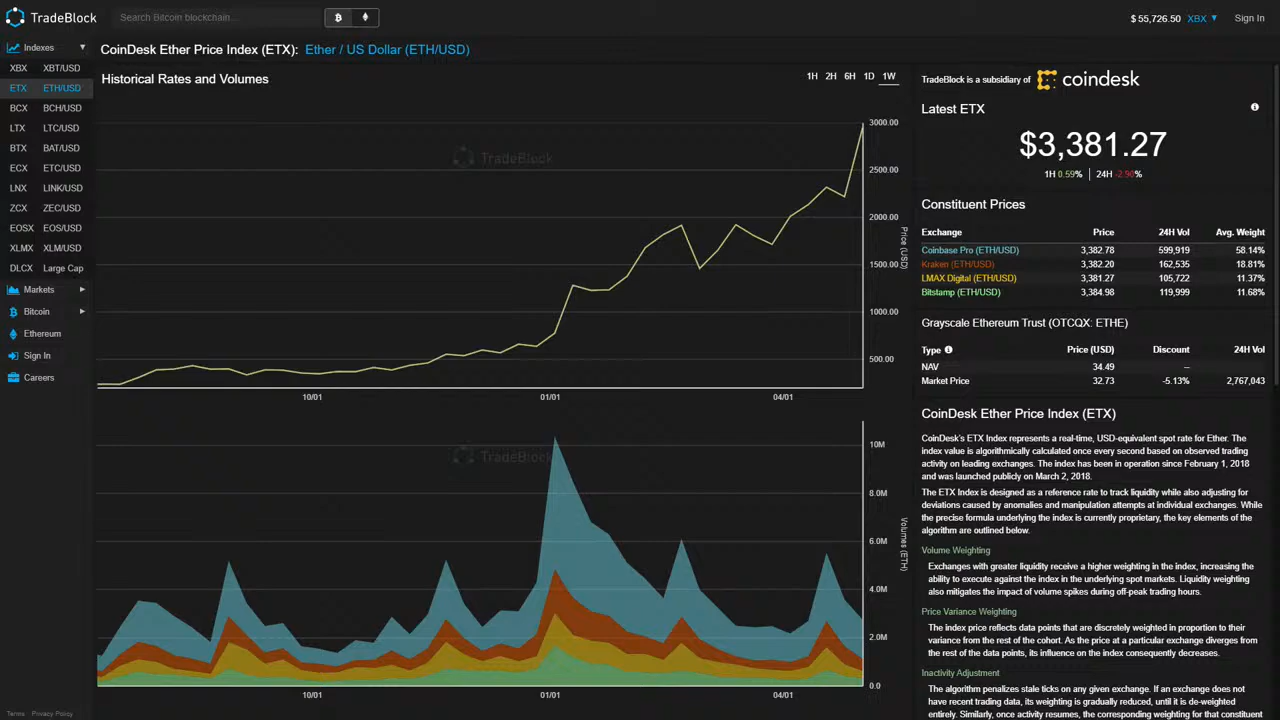 TradeBlock
Search Bitcoin blockchain...
$ 55,726.50 XBX ▼
Sign In
Indexes ▼
XBX XBT/USD
ETX ETH/USD
BCX BCH/USD
LTX LTC/USD
BTX BAT/USD
ECX ETC/USD
LNX LINK/USD
ZCX ZEC/USD
EOSX EOS/USD
XLMX XLM/USD
DLCX Large Cap
Markets
Bitcoin
Ethereum
Sign In
Careers
Terms Privacy Policy
CoinDesk Ether Price Index (ETX): Ether / US Dollar (ETH/USD)
Historical Rates and Volumes
1H 2H 6H 1D 1W
TradeBlock
3000.00
2500.00
2000.00
1500.00
1000.00
500.00
Price (USD)
10/01 01/01 04/01
TradeBlock
10M
8.0M
6.0M
4.0M
2.0M
0.0
Volumes (ETH)
10/01 01/01 04/01
TradeBlock is a subsidiary of coindesk
Latest ETX
$3,381.27
1H 0.59% 24H -2.90%
Constituent Prices
Exchange Price 24H Vol Avg. Weight
Coinbase Pro (ETH/USD) 3,382.78 599,919 58.14%
Kraken (ETH/USD) 3,382.20 162,535 18.81%
LMAX Digital (ETH/USD) 3,381.27 105,722 11.37%
Bitstamp (ETH/USD) 3,384.98 119,999 11.68%
Grayscale Ethereum Trust (OTCQX: ETHE)
Type Price (USD) Discount 24H Vol
NAV 34.49 –
Market Price 32.73 -5.13% 2,767,043
CoinDesk Ether Price Index (ETX)
CoinDesk's ETX Index represents a real-time, USD-equivalent spot rate for Ether. The
index value is algorithmically calculated once every second based on observed trading
activity on leading exchanges. The index has been in operation since February 1, 2018
and was launched publicly on March 2, 2018.
The ETX Index is designed as a reference rate to track liquidity while also adjusting for
deviations caused by anomalies and manipulation attempts at individual exchanges. While
the precise formula underlying the index is currently proprietary, the key elements of the
algorithm are outlined below.
Volume Weighting
Exchanges with greater liquidity receive a higher weighting in the index, increasing the
ability to execute against the index in the underlying spot markets. Liquidity weighting
also mitigates the impact of volume spikes during off-peak trading hours.
Price Variance Weighting
The index price reflects data points that are discretely weighted in proportion to their
variance from the rest of the cohort. As the price at a particular exchange diverges from
the rest of the data points, its influence on the index consequently decreases.
Inactivity Adjustment
The algorithm penalizes stale ticks on any given exchange. If an exchange does not
have recent trading data, its weighting is gradually reduced, until it is de-weighted
entirely. Similarly, once activity resumes, the corresponding weighting for that constituent